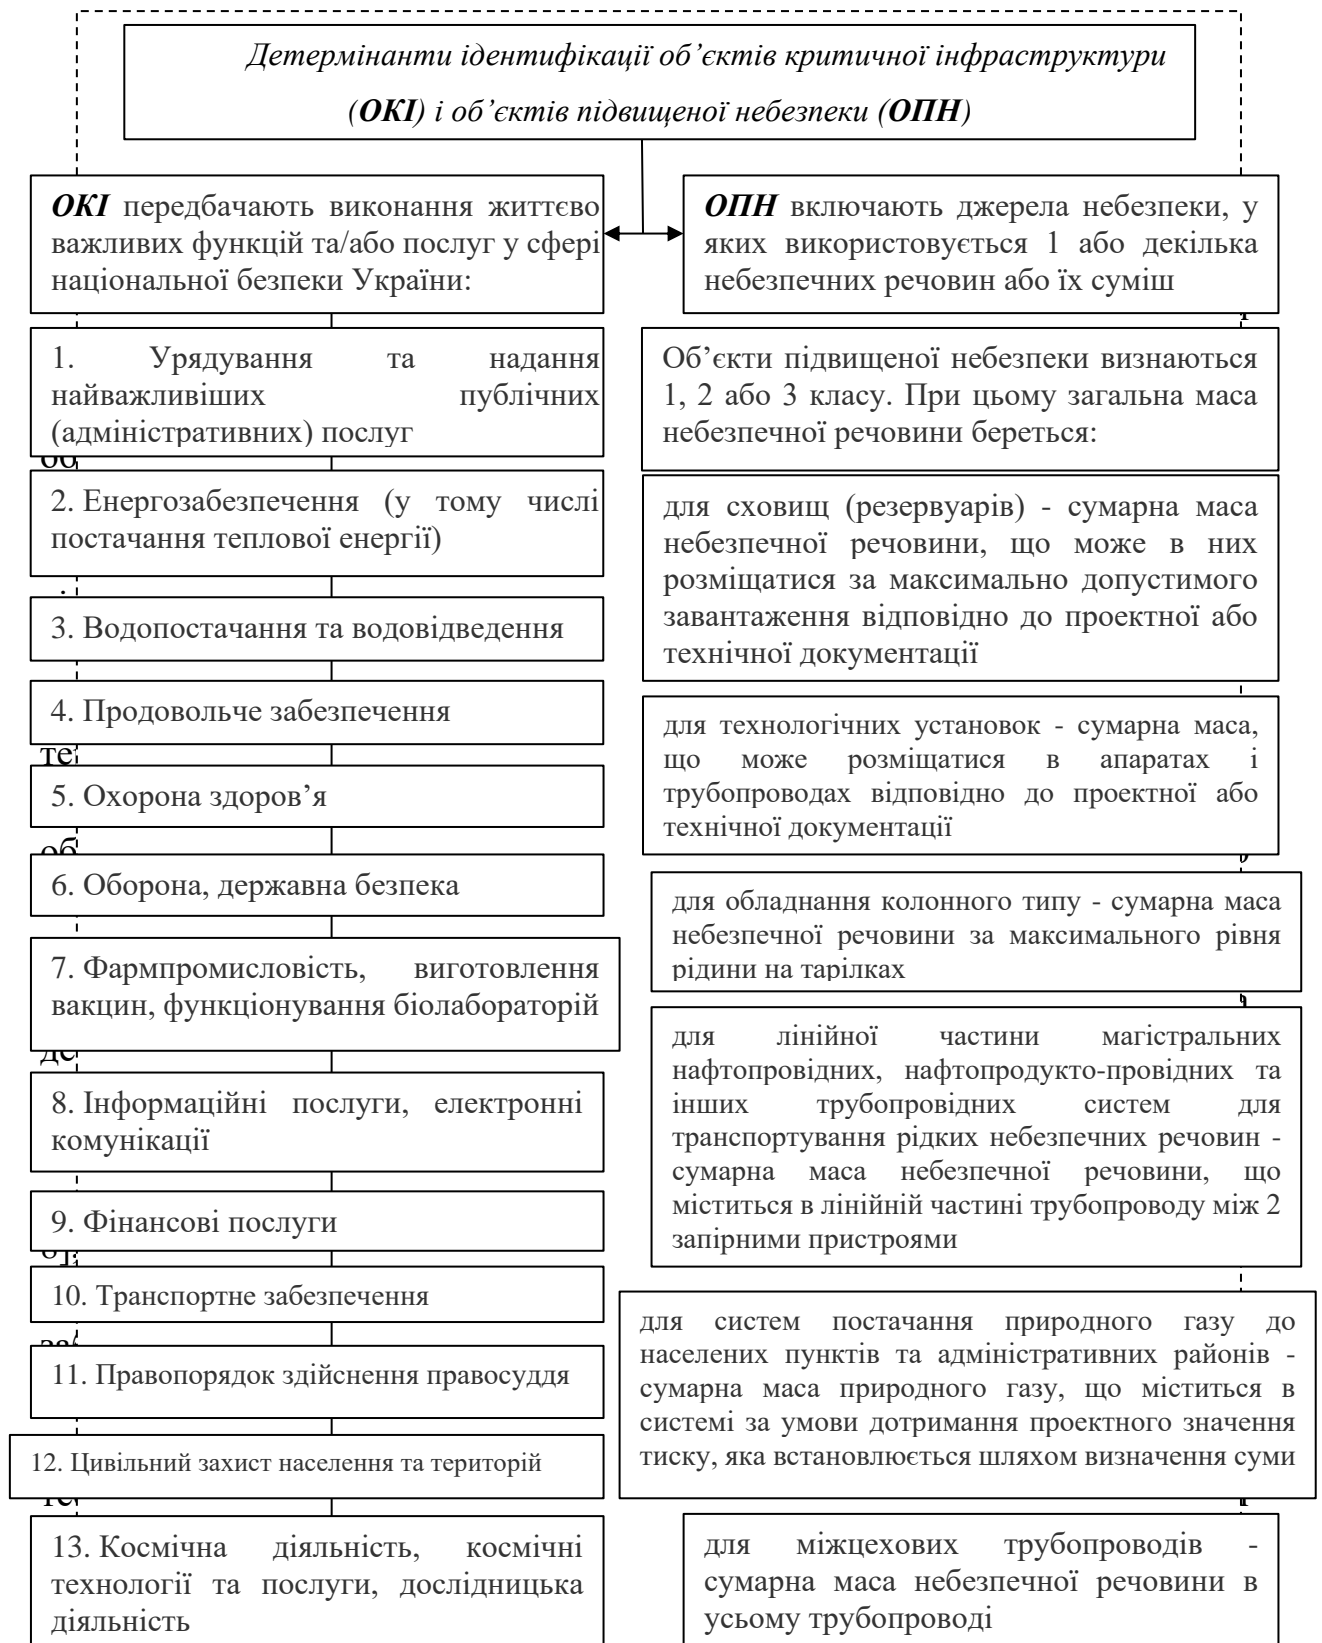 Детермінанти ідентифікації об’єктів критичної інфраструктури
(ОКІ) і об’єктів підвищеної небезпеки (ОПН)
ОКІ передбачають виконання життєво
важливих функцій та/або послуг у сфері
національної безпеки України:
1. Урядування та надання
найважливіших публічних
(адміністративних) послуг
2. Енергозабезпечення (у тому числі
постачання теплової енергії)
3. Водопостачання та водовідведення
4. Продовольче забезпечення
5. Охорона здоров’я
6. Оборона, державна безпека
7. Фармпромисловість, виготовлення
вакцин, функціонування біолабораторій
8. Інформаційні послуги, електронні
комунікації
9. Фінансові послуги
10. Транспортне забезпечення
11. Правопорядок здійснення правосуддя
12. Цивільний захист населення та територій
13. Космічна діяльність, космічні
технології та послуги, дослідницька
діяльність
ОПН включають джерела небезпеки, у
яких використовується 1 або декілька
небезпечних речовин або їх суміш
Об’єкти підвищеної небезпеки визнаються
1, 2 або 3 класу. При цьому загальна маса
небезпечної речовини береться:
для сховищ (резервуарів) - сумарна маса
небезпечної речовини, що може в них
розміщатися за максимально допустимого
завантаження відповідно до проектної або
технічної документації
для технологічних установок - сумарна маса,
що може розміщатися в апаратах і
трубопроводах відповідно до проектної або
технічної документації
для обладнання колонного типу - сумарна маса
небезпечної речовини за максимального рівня
рідини на тарілках
для лінійної частини магістральних
нафтопровідних, нафтопродукто-провідних та
інших трубопровідних систем для
транспортування рідких небезпечних речовин -
сумарна маса небезпечної речовини, що
міститься в лінійній частині трубопроводу між 2
запірними пристроями
для систем постачання природного газу до
населених пунктів та адміністративних районів -
сумарна маса природного газу, що міститься в
системі за умови дотримання проектного значення
тиску, яка встановлюється шляхом визначення суми
для міжцехових трубопроводів -
сумарна маса небезпечної речовини в
усьому трубопроводі